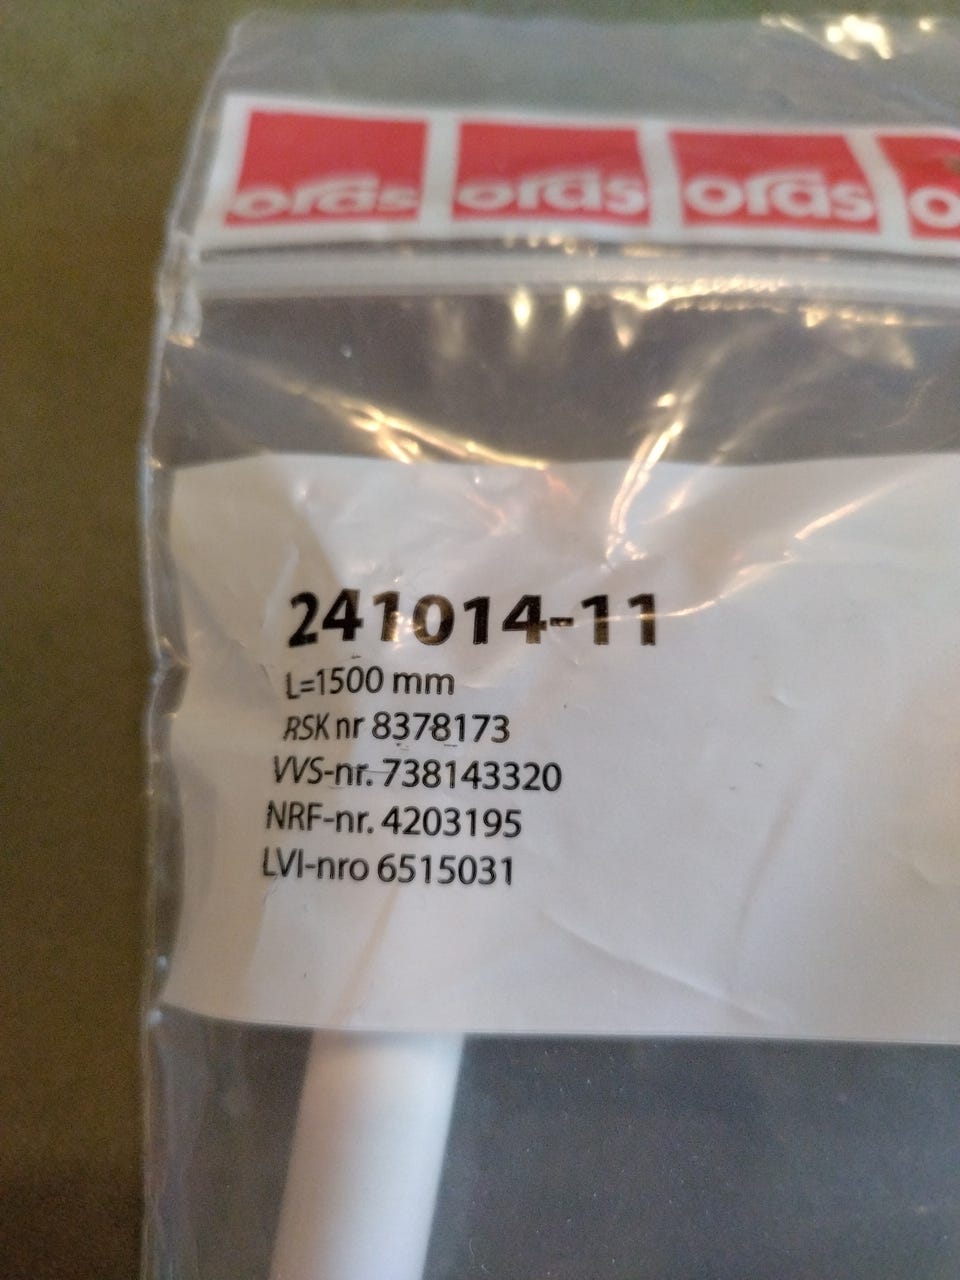 oras oras oras o
241014-11
L=1500 mm
RSK nr 8378173
VVS-nr. 738143320
NRF-nr. 4203195
LVI-nro 6515031